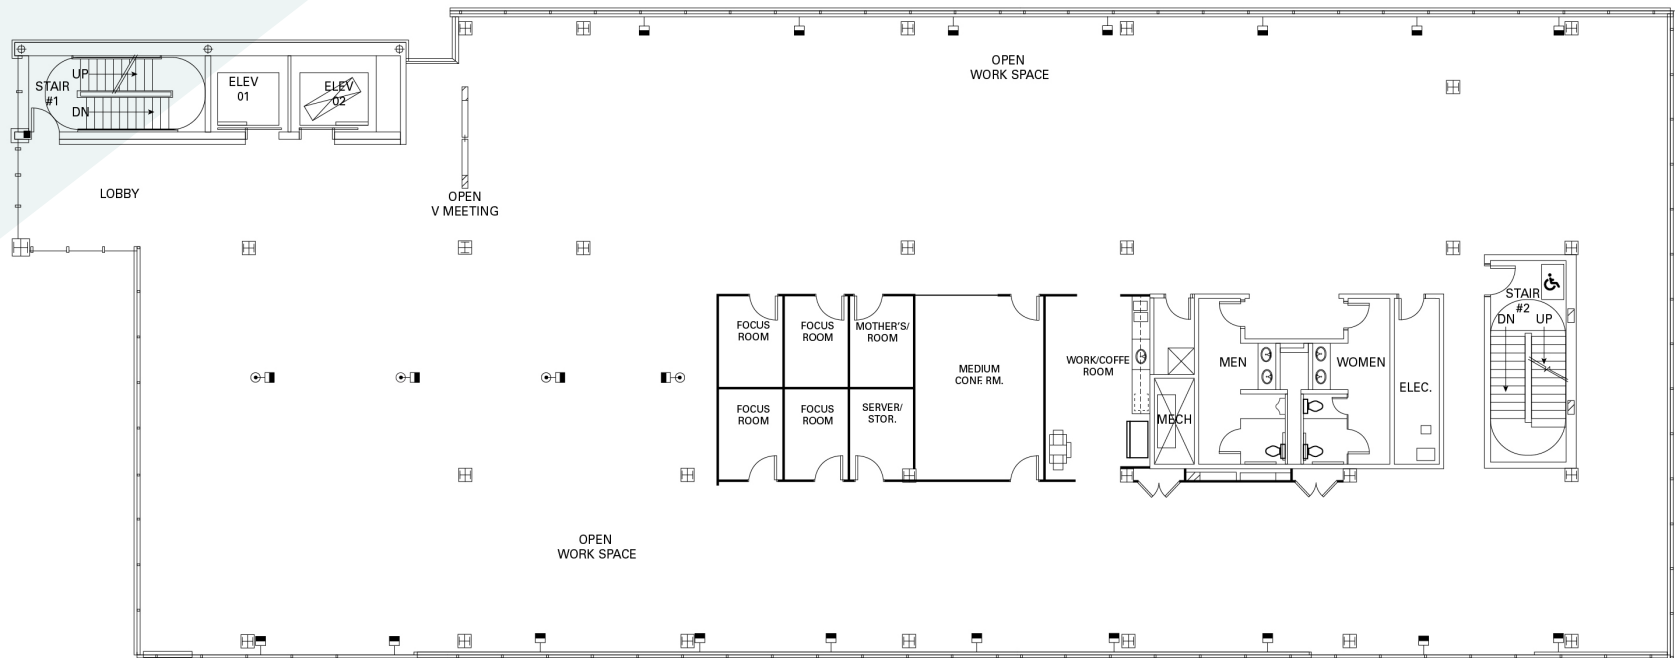 OPEN
WORK SPACE
UP
STAIR
#1
DN
ELEV
01
ELEV
02
LOBBY
OPEN
V MEETING
STAIR
#2
DN
UP
FOCUS
ROOM
FOCUS
ROOM
MOTHER'S/
ROOM
MEDIUM
CONF. RM.
WORK/COFFE
ROOM
MEN
WOMEN
ELEC.
FOCUS
ROOM
FOCUS
ROOM
SERVER/
STOR.
MECH
OPEN
WORK SPACE